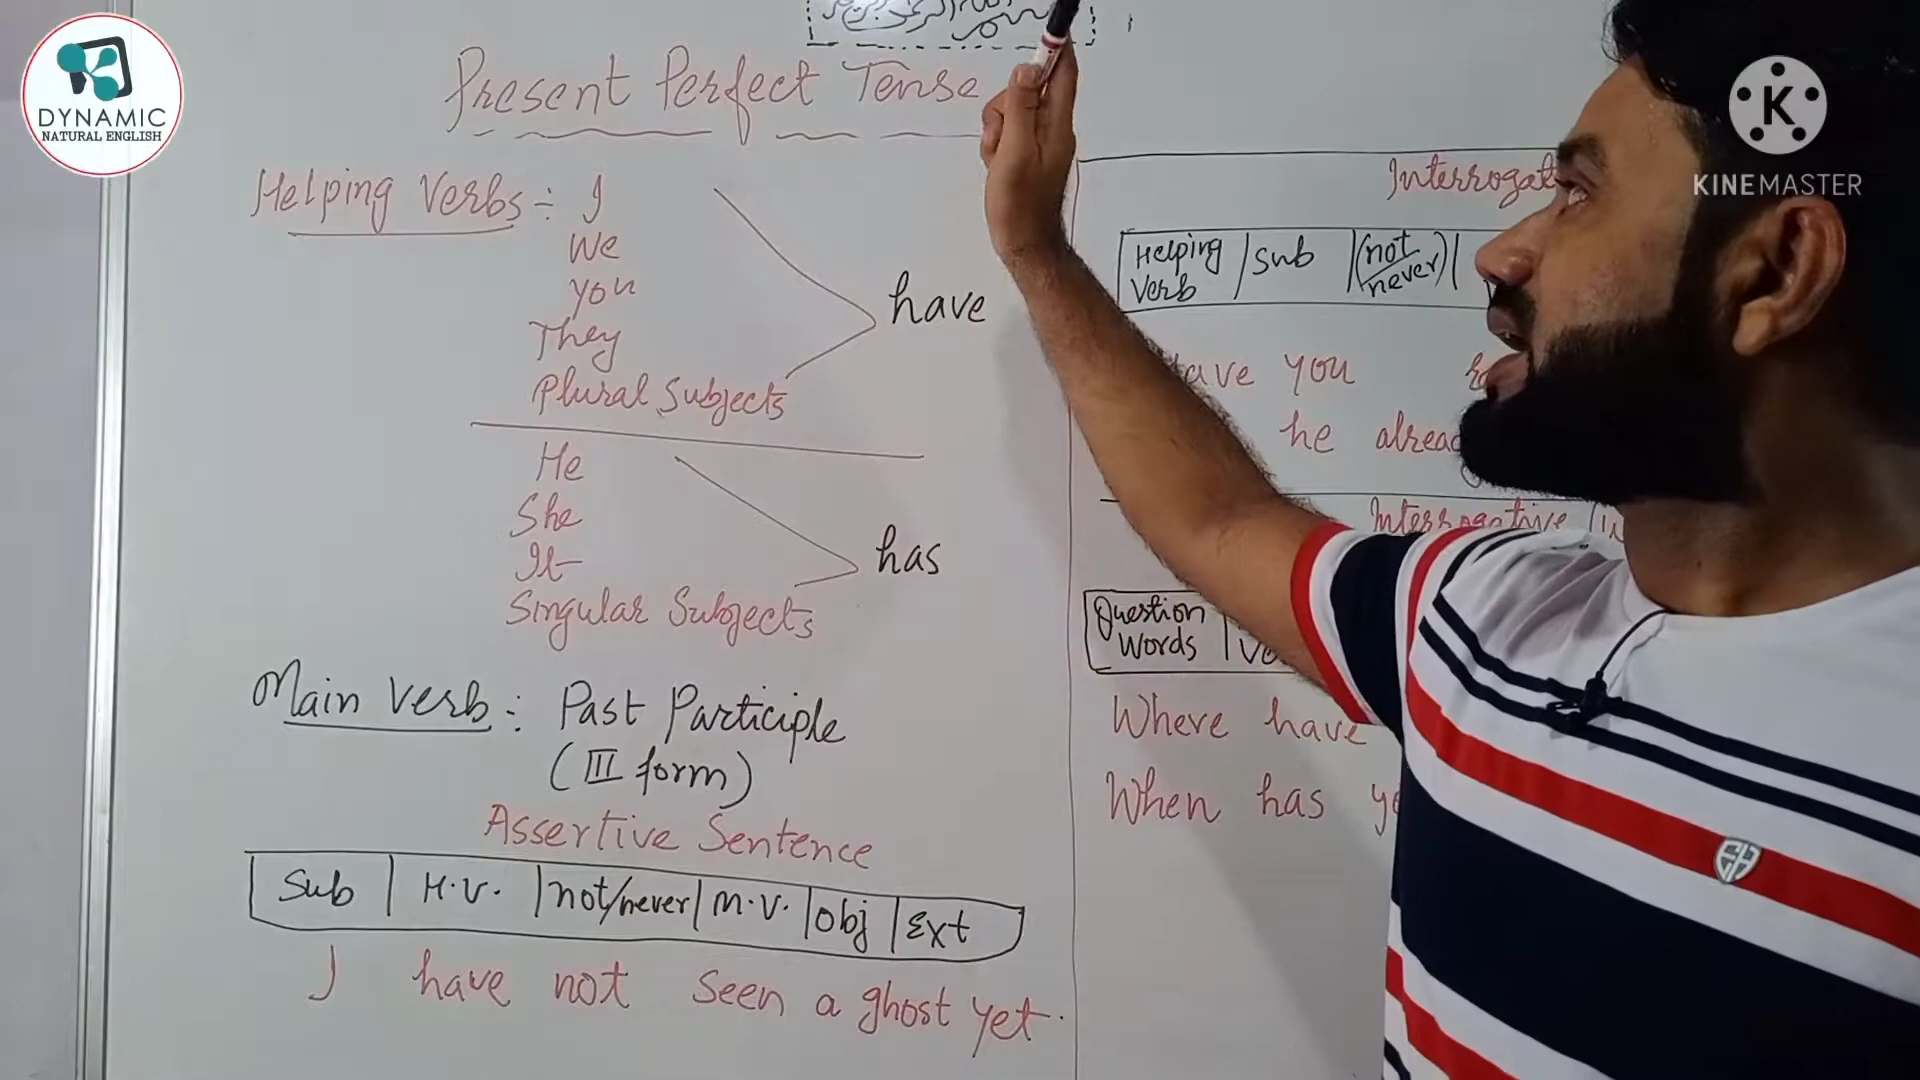 DYNAMIC
NATURAL ENGLISH
KINEMASTER
Present Perfect Tense
Helping Verbs :- I
We
You
They
Plural Subjects
have
He
She
It
Singular Subjects
has
Main Verb : Past Participle
(III form)
Assertive Sentence
Sub | H.V. | not/never | M.V. | Obj | Ext
I have not seen a ghost yet.
Helping Verb | Sub | (not/never) |
you
he
Question Words |
Where have
When has